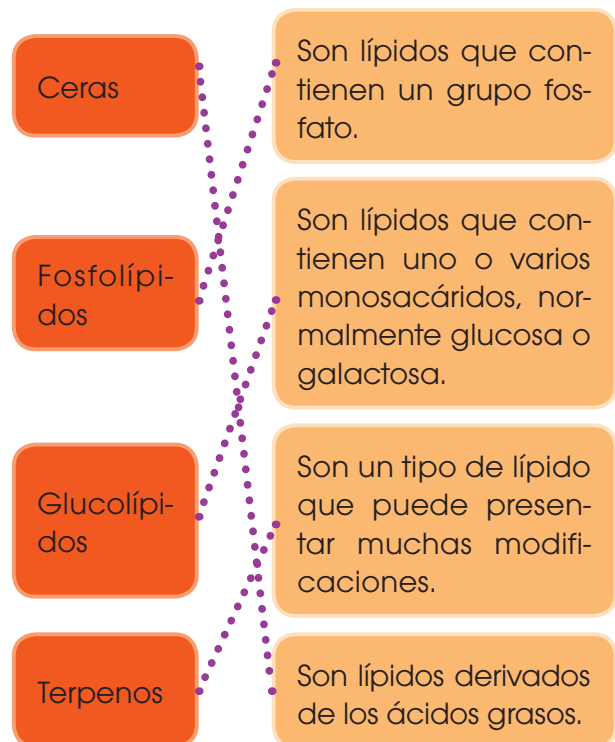 Ceras
Son lípidos que con-
tienen un grupo fos-
fato.
Fosfolípi-
dos
Son lípidos que con-
tienen uno o varios
monosacáridos, nor-
malmente glucosa o
galactosa.
Glucolípi-
dos
Son un tipo de lípido
que puede presen-
tar muchas modifi-
caciones.
Terpenos
Son lípidos derivados
de los ácidos grasos.